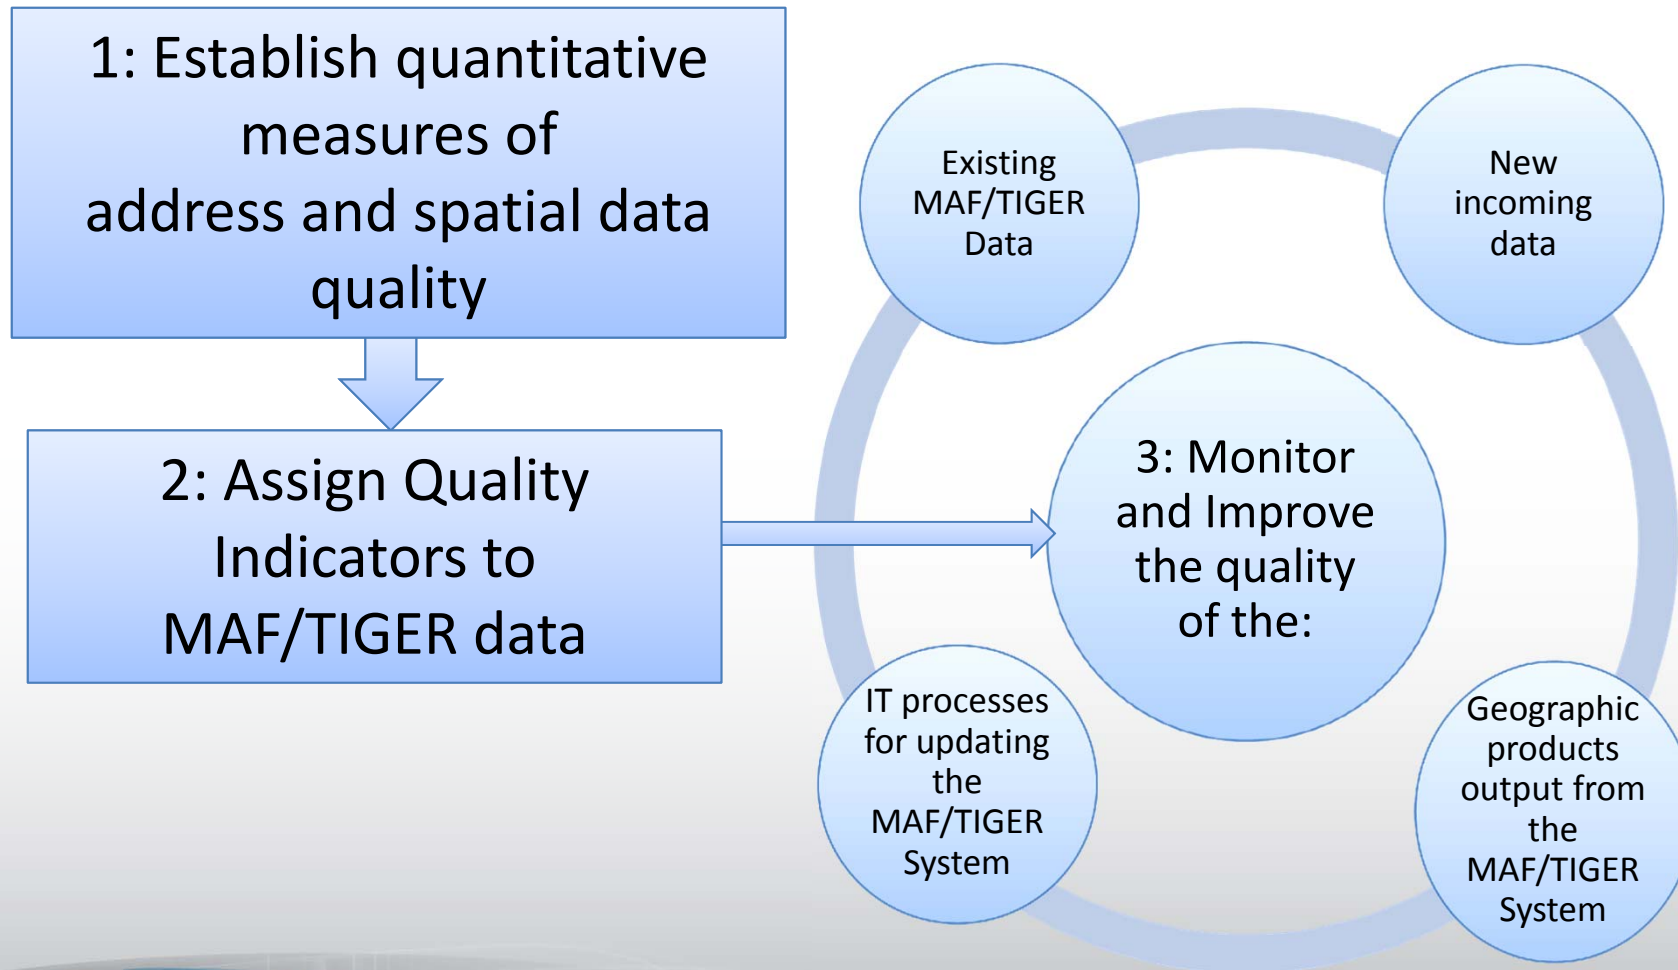 1: Establish quantitative
measures of
address and spatial data
quality
2: Assign Quality
Indicators to
MAF/TIGER data
Existing
MAF/TIGER
Data
New
incoming
data
3: Monitor
and Improve
the quality
of the:
IT processes
for updating
the
MAF/TIGER
System
Geographic
products
output from
the
MAF/TIGER
System